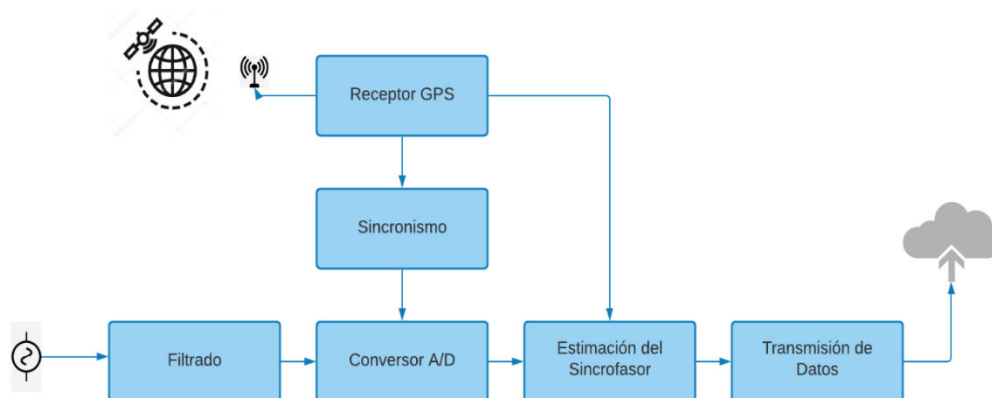 Receptor GPS
Sincronismo
Filtrado
Conversor A/D
Estimación del
Sincrofasor
Transmisión de
Datos